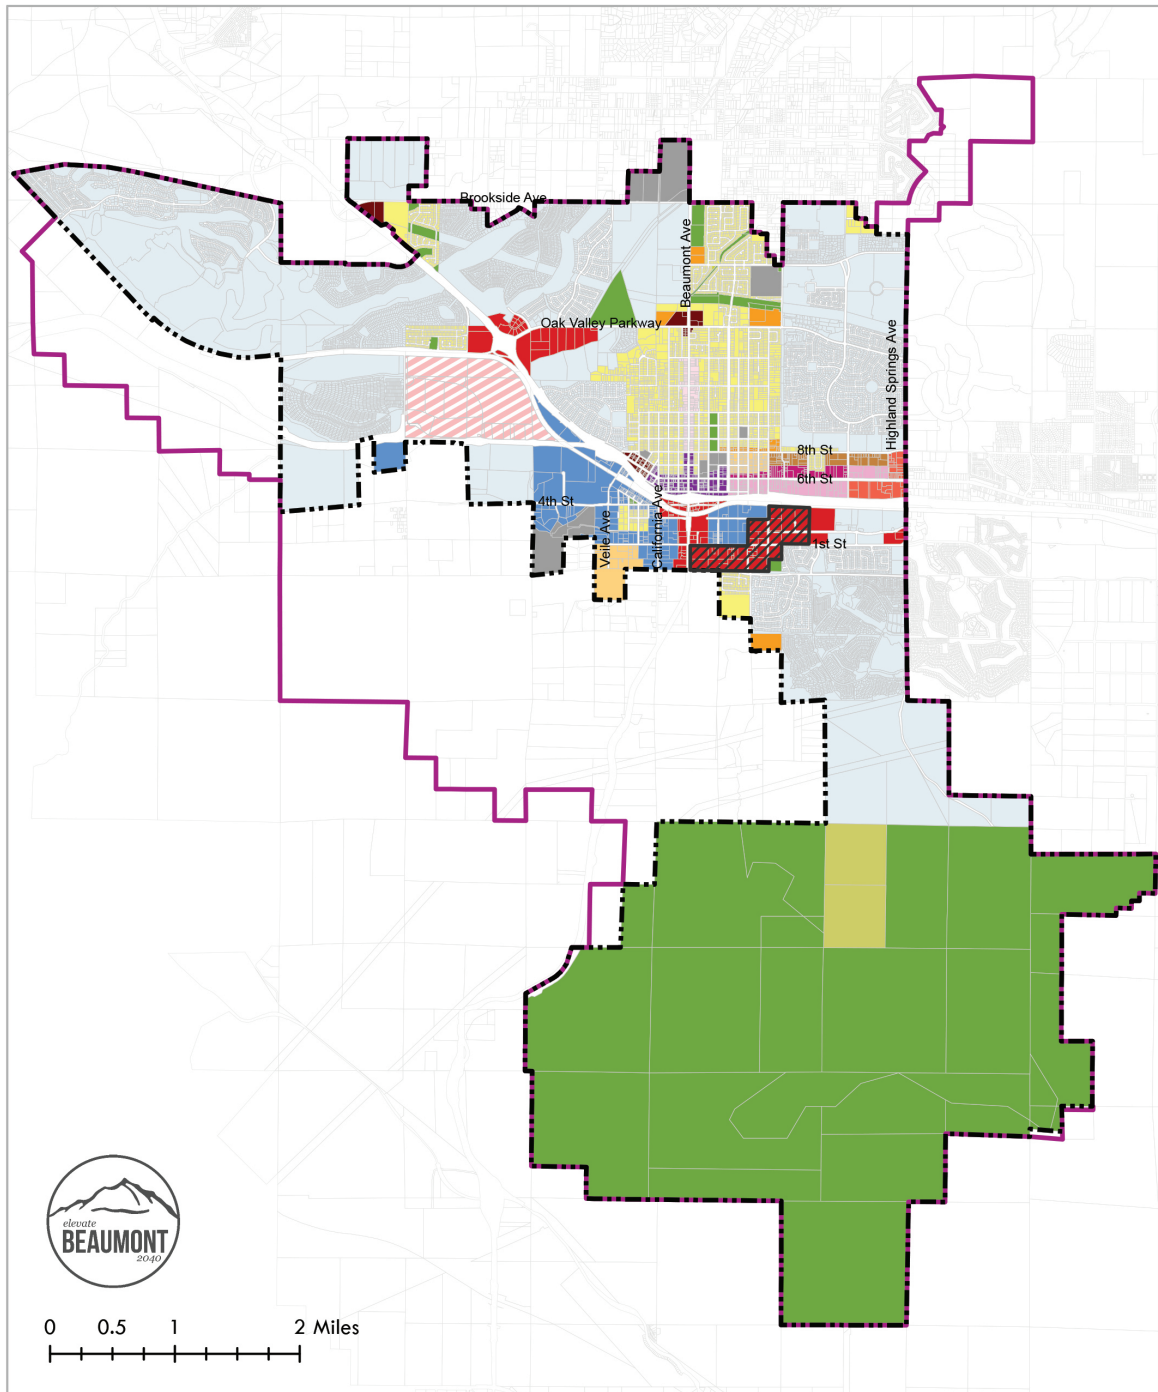 Brookside Ave
Beaumont Ave
Oak Valley Parkway
Highland Springs Ave
8th St
6th St
4th St
Veile Ave
California Ave
1st St
elevate
BEAUMONT
2040
0 0.5 1 2 Miles